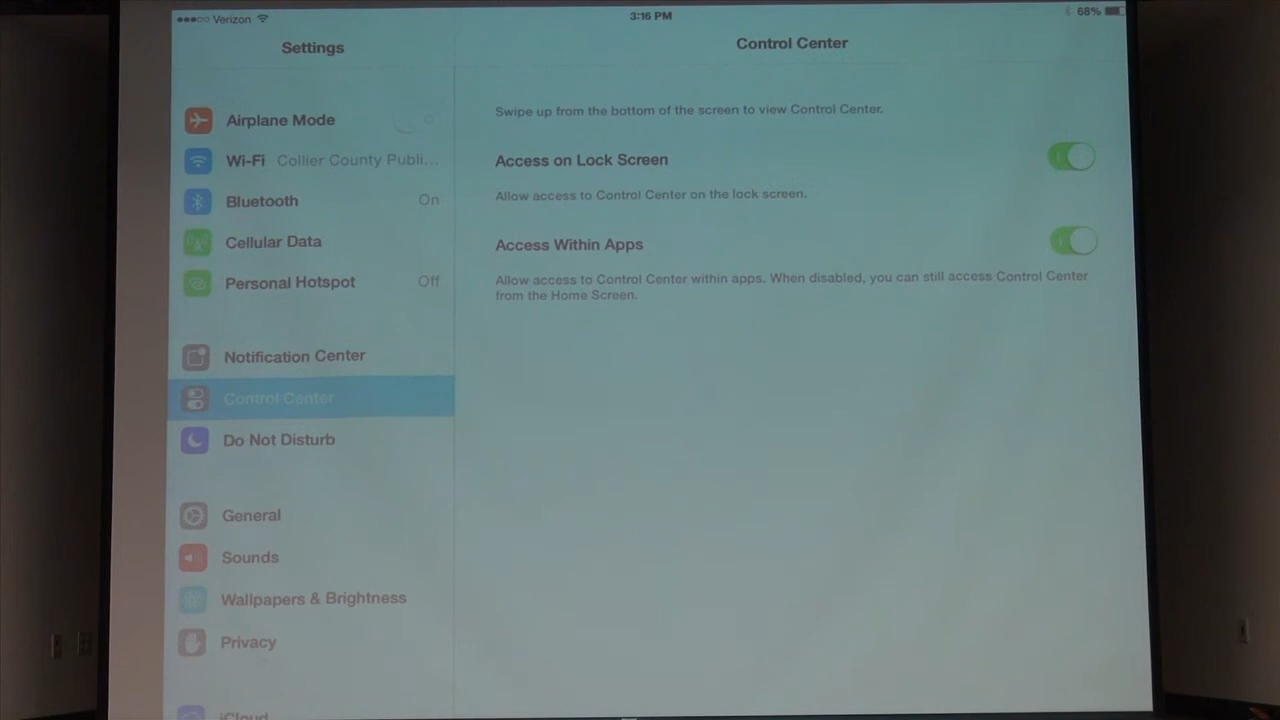 Verizon
3:16 PM
68%
Settings
Control Center
Airplane Mode
Wi-Fi Collier County Publi...
Bluetooth On
Cellular Data
Personal Hotspot Off
Notification Center
Control Center
Do Not Disturb
General
Sounds
Wallpapers & Brightness
Privacy
iCloud
Swipe up from the bottom of the screen to view Control Center.
Access on Lock Screen
Allow access to Control Center on the lock screen.
Access Within Apps
Allow access to Control Center within apps. When disabled, you can still access Control Center
from the Home Screen.